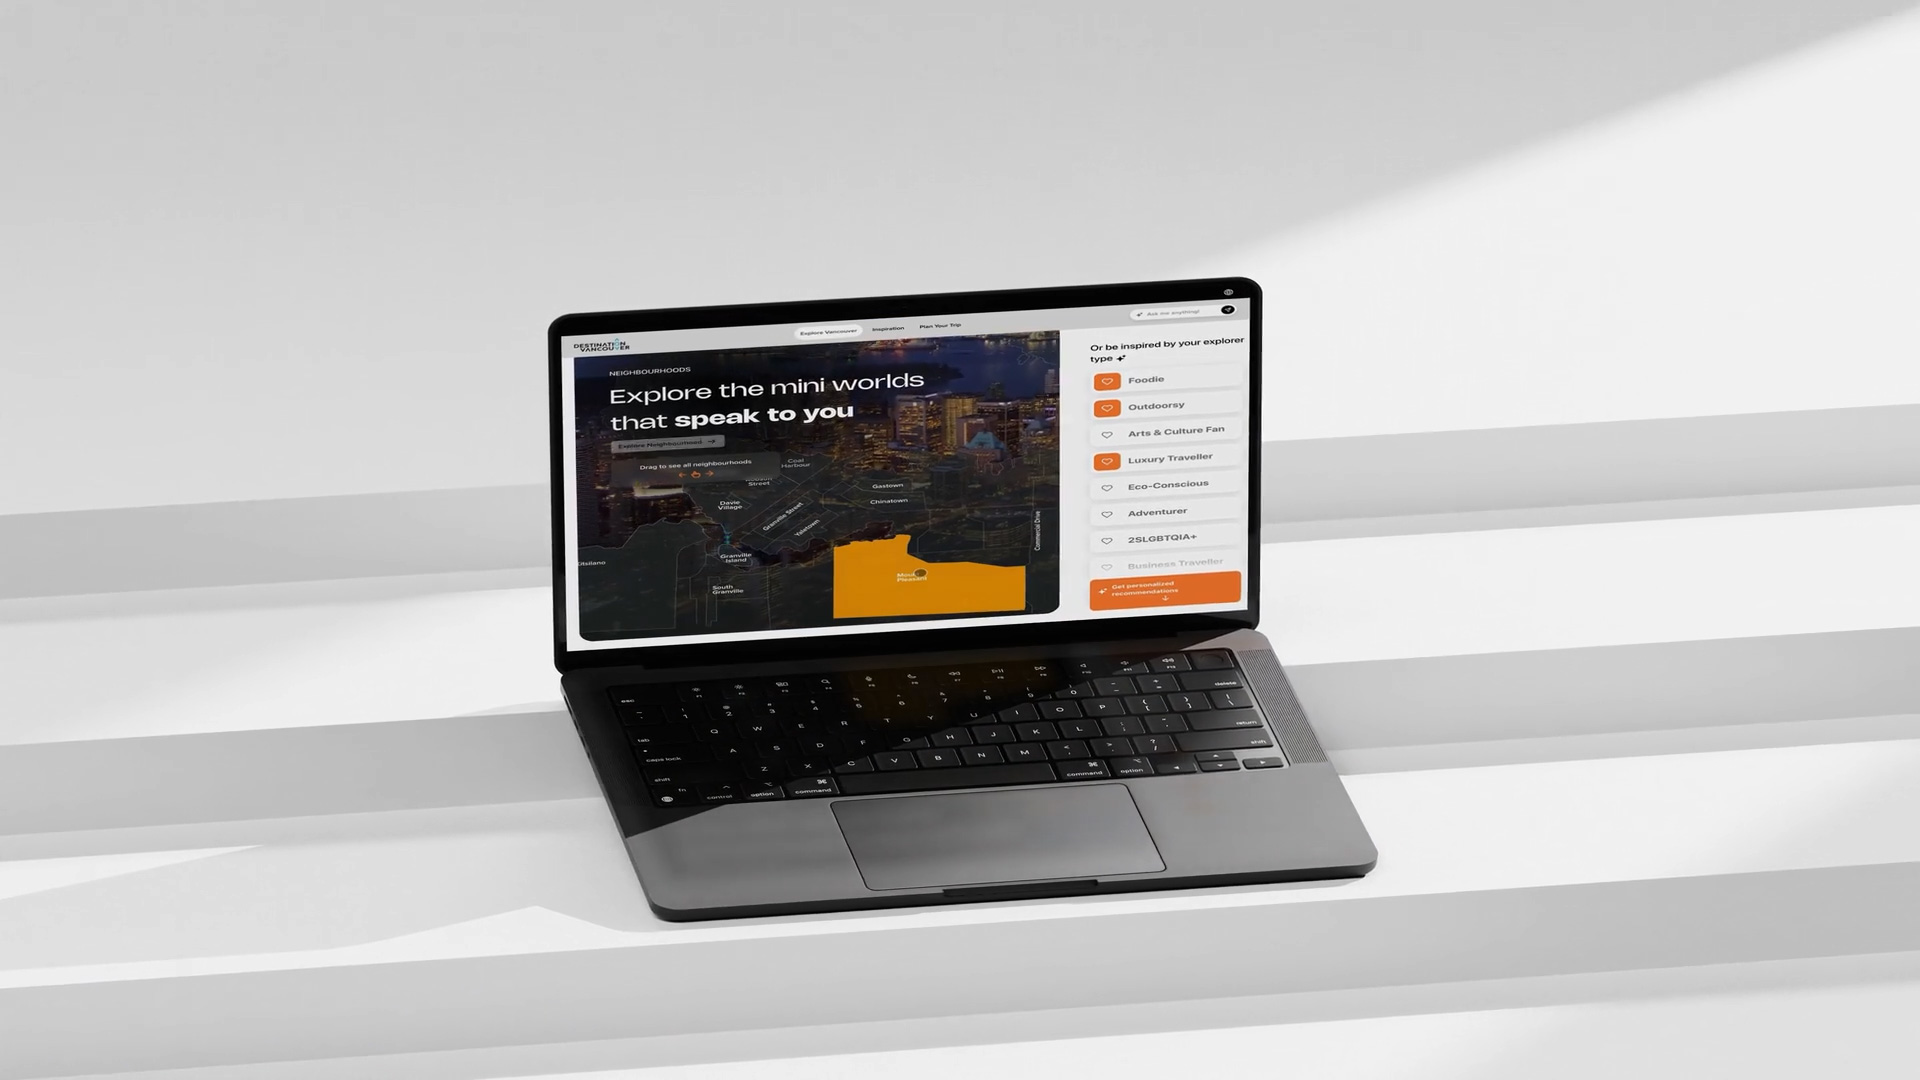 DESTINATION
VANCOUVER
Explore Vancouver
Inspiration
Plan Your Trip
Ask me anything!
NEIGHBOURHOODS
Explore the mini worlds
that speak to you
Explore Neighbourhood →
Drag to see all neighbourhoods
Coal
Harbour
Street
Davie
Village
Granville Street
Yaletown
Gastown
Chinatown
Commercial Drive
Granville
Island
South
Granville
Pleasant
Or be inspired by your explorer
type
Foodie
Outdoorsy
Arts & Culture Fan
Luxury Traveller
Eco-Conscious
Adventurer
2SLGBTQIA+
Business Traveller
Get personalized
recommendations
esc
delete
tab
return
caps lock
shift
shift
fn
control
option
command
command
option
Q W E R T Y U I O P
A S D F G H J K L
Z X C V B N M